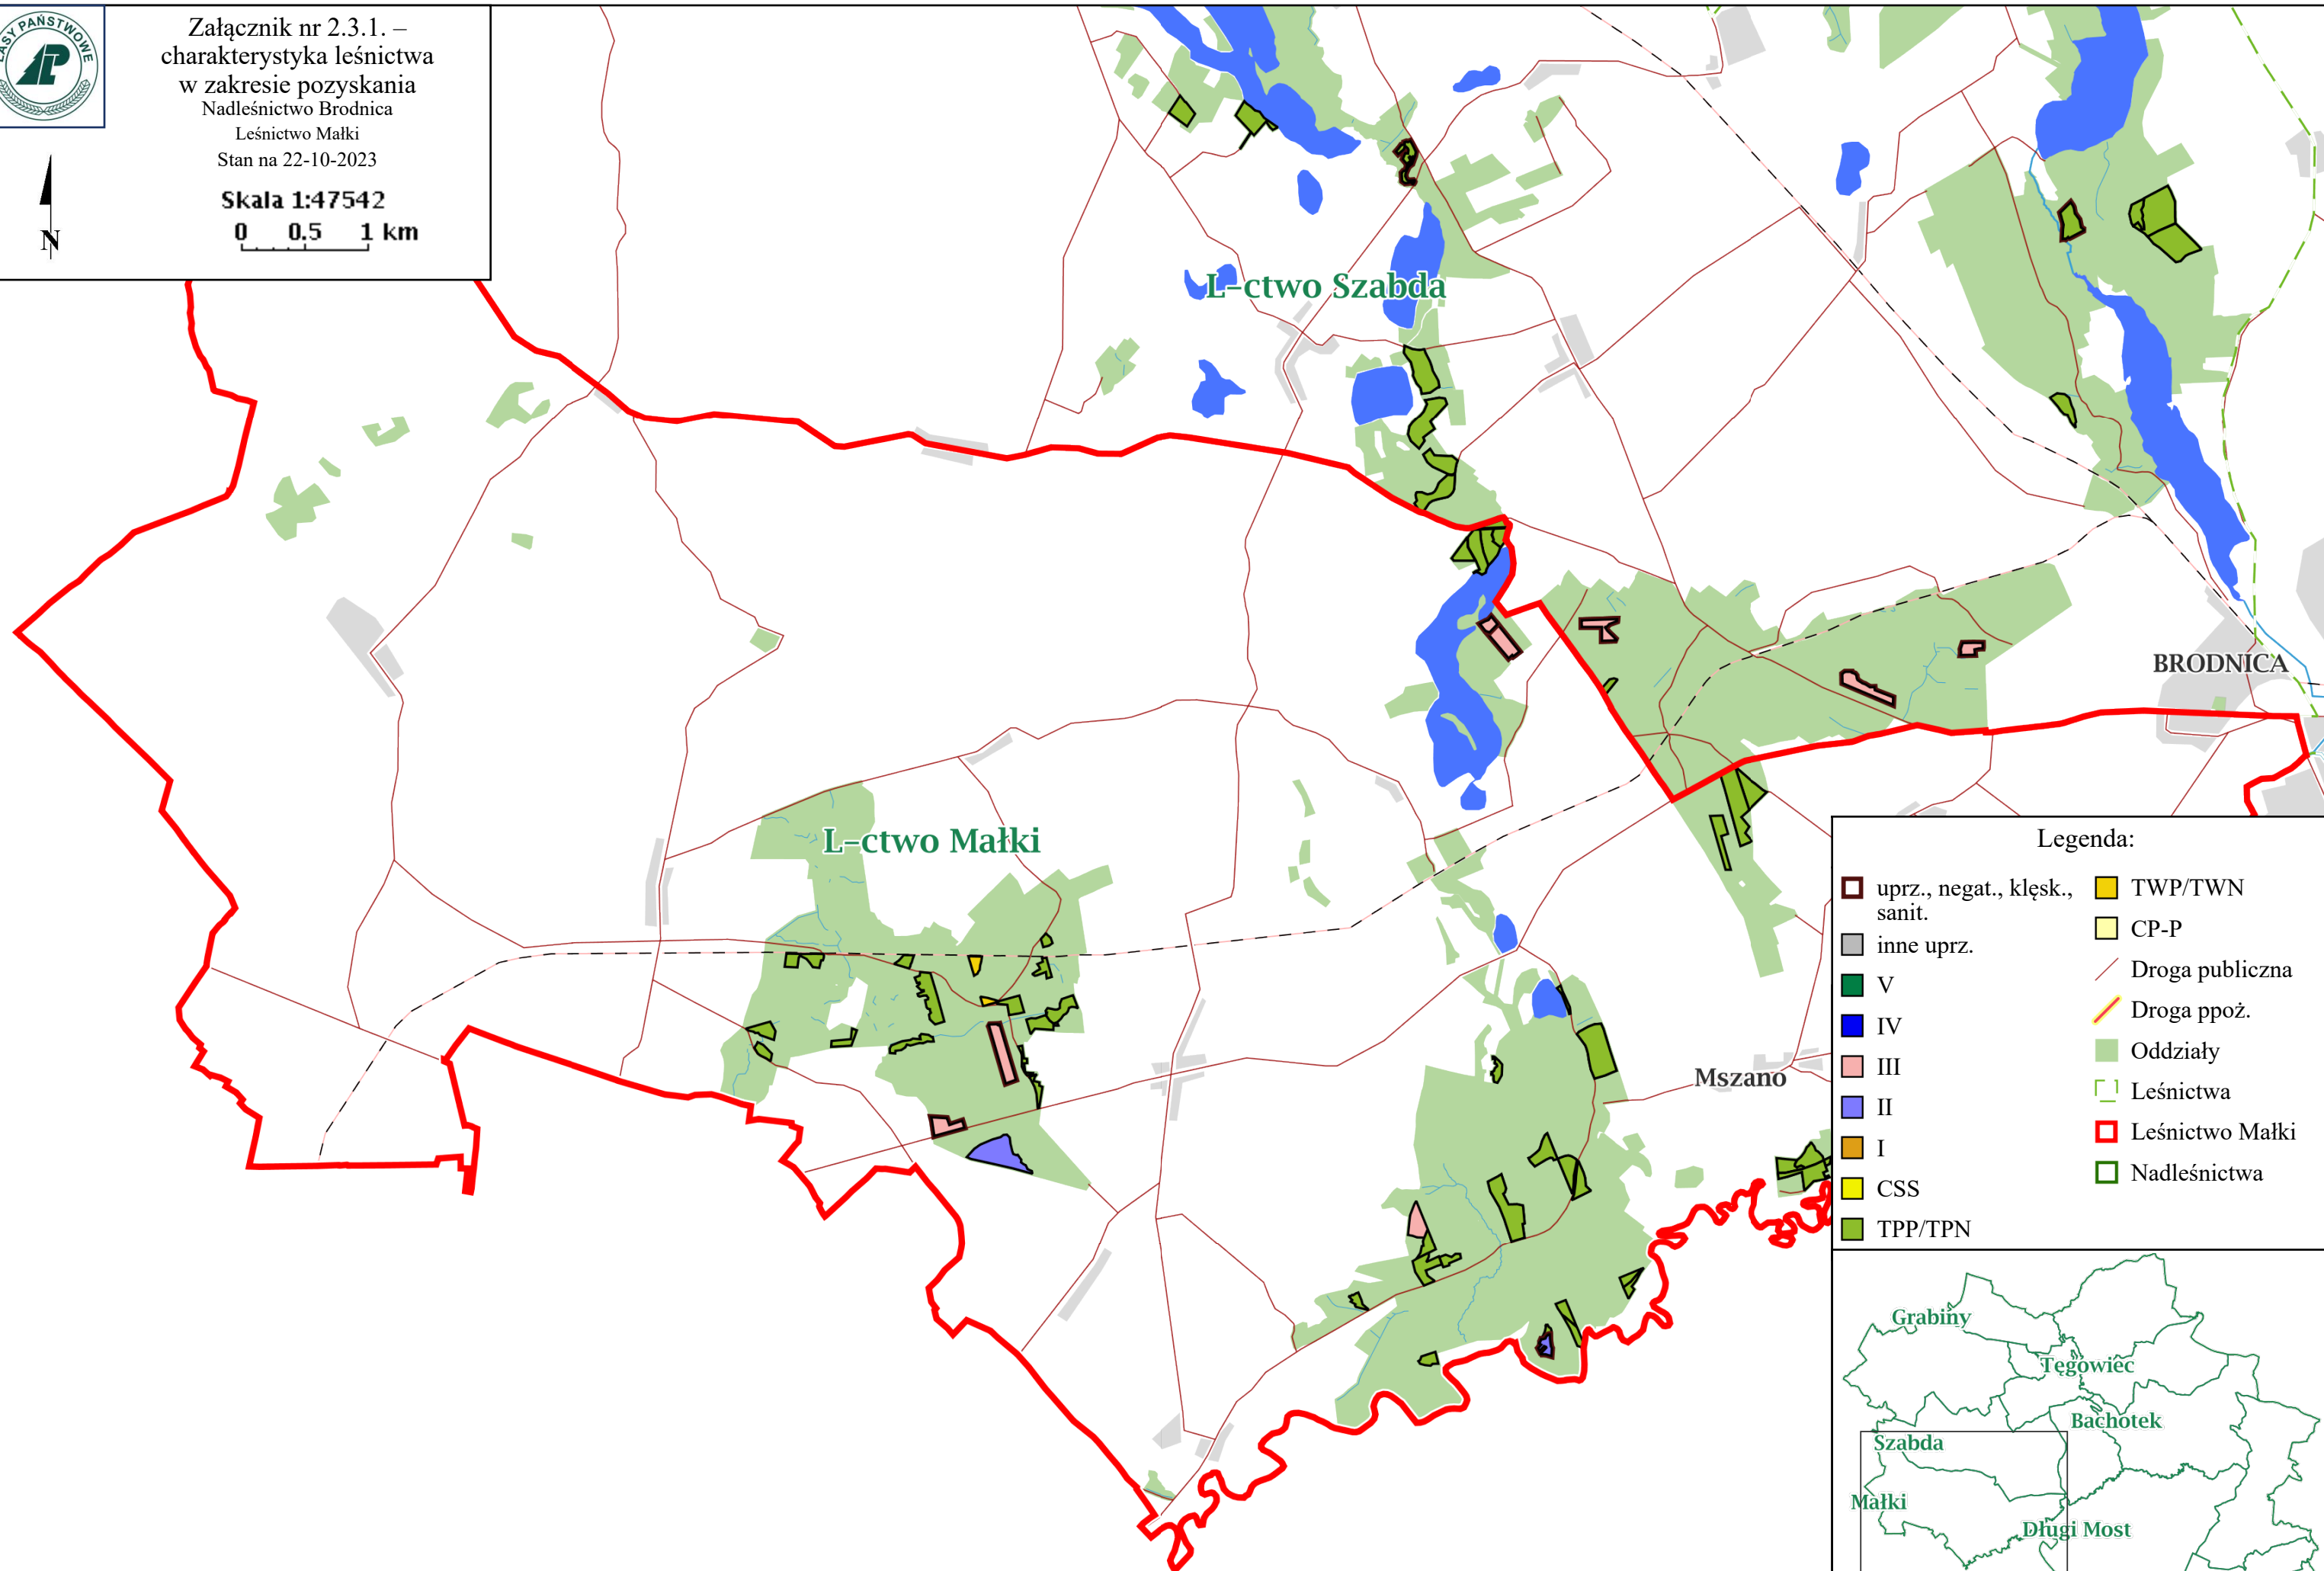 LASY PAŃSTWOWE
Załącznik nr 2.3.1. –
charakterystyka leśnictwa
w zakresie pozyskania
Nadleśnictwo Brodnica
Leśnictwo Małki
Stan na 22-10-2023
Skala 1:47542
0 0.5 1 km
N
L-ctwo Szabda
BRODNICA
L-ctwo Małki
Mszano
Legenda:
uprz., negat., klęsk.,
sanit.
inne uprz.
V
IV
III
II
I
CSS
TPP/TPN
TWP/TWN
CP-P
Droga publiczna
Droga ppoż.
Oddziały
Leśnictwa
Leśnictwo Małki
Nadleśnictwa
Grabiny
Tęgowiec
Bachotek
Szabda
Małki
Długi Most